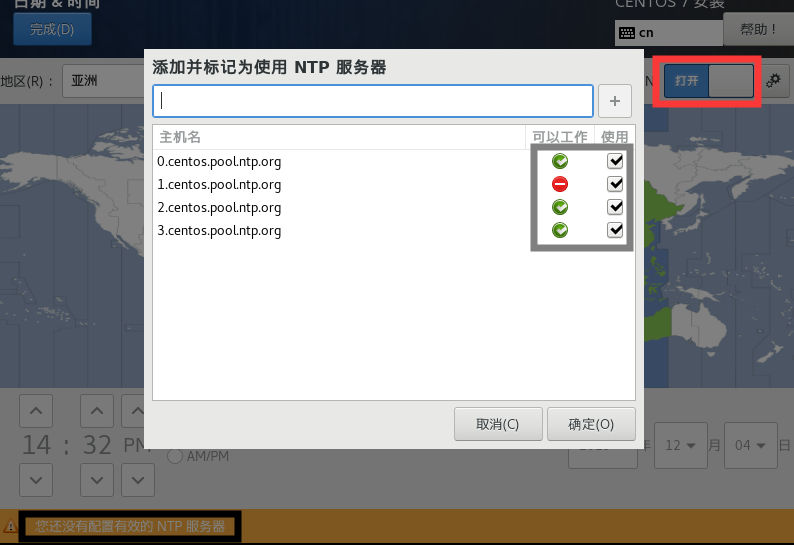 日期 & 时间
CENTOS 7 安装
完成(D)
cn
帮助！
地区(R)：
亚洲
打开
添加并标记为使用 NTP 服务器
主机名
可以工作
使用
0.centos.pool.ntp.org
1.centos.pool.ntp.org
2.centos.pool.ntp.org
3.centos.pool.ntp.org
取消(C)
确定(O)
14 : 32 PM
AM/PM
年
12
月
04
日
您还没有配置有效的 NTP 服务器